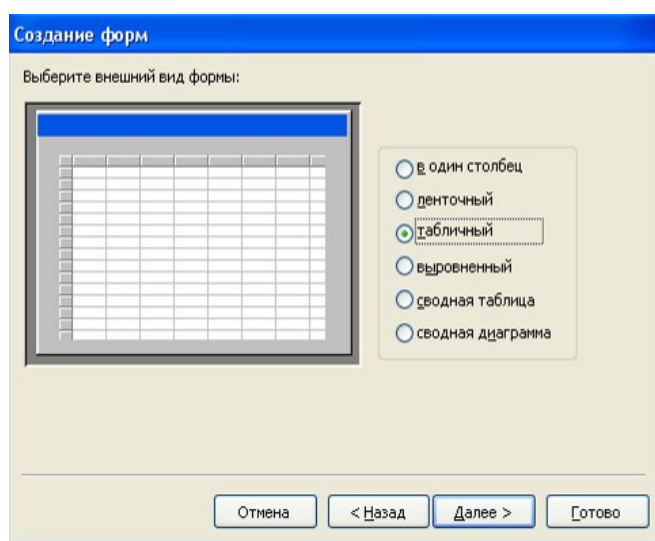 Создание форм
Выберите внешний вид формы:
в один столбец
ленточный
табличный
выровненный
сводная таблица
сводная диаграмма
Отмена
< Назад
Далее >
Готово